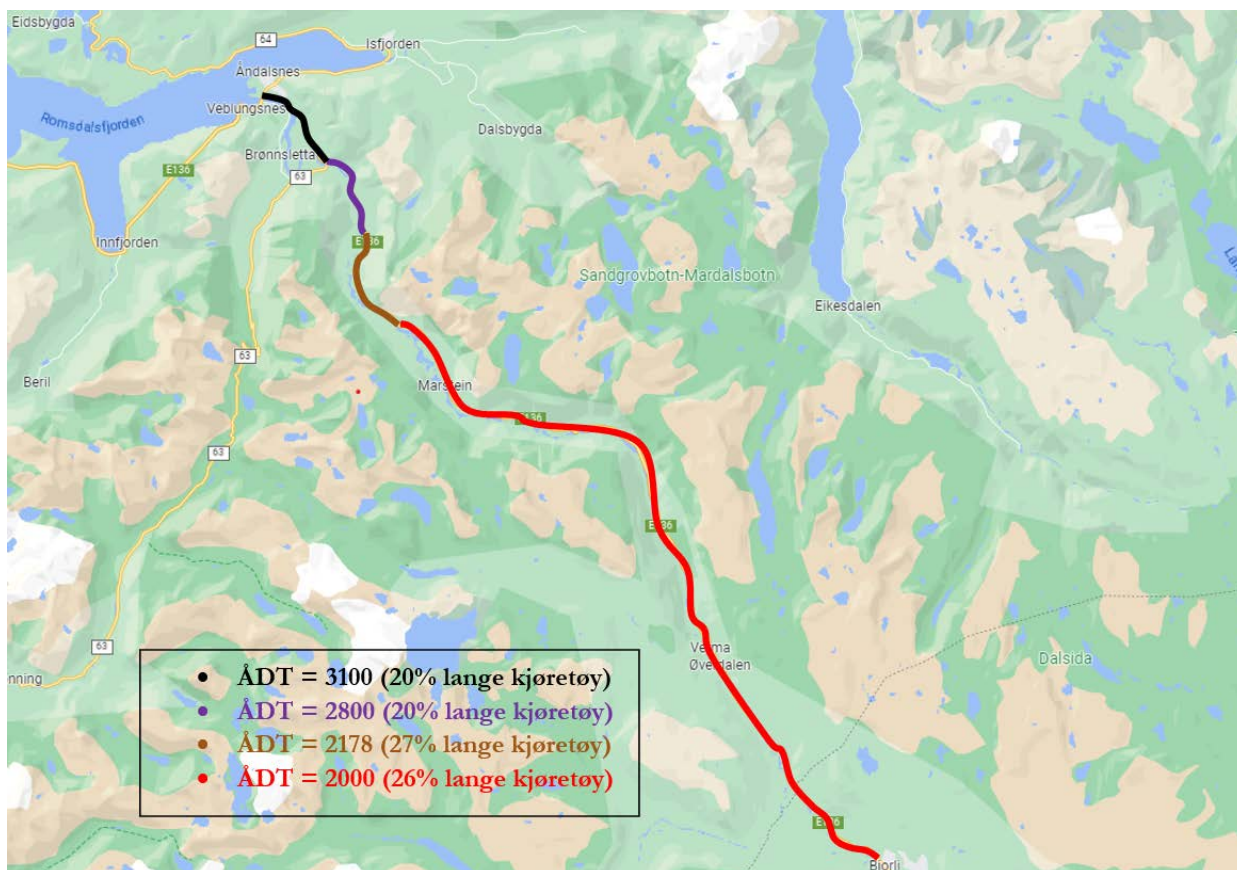 Eidsbygda
64
Isfjorden
Åndalsnes
Veblungsnes
Romsdalsfjorden
Dalsbygda
Brønnsletta
E136
63
Innfjorden
E136
Sandgrovbotn-Mardalsbotn
Eikesdalen
63
Beril
Marstein
E136
63
E136
63
Verma
Øverdalen
Dalsida
enning
• ÅDT = 3100 (20% lange kjøretøy)
• ÅDT = 2800 (20% lange kjøretøy)
• ÅDT = 2178 (27% lange kjøretøy)
• ÅDT = 2000 (26% lange kjøretøy)
E136
Bjorli